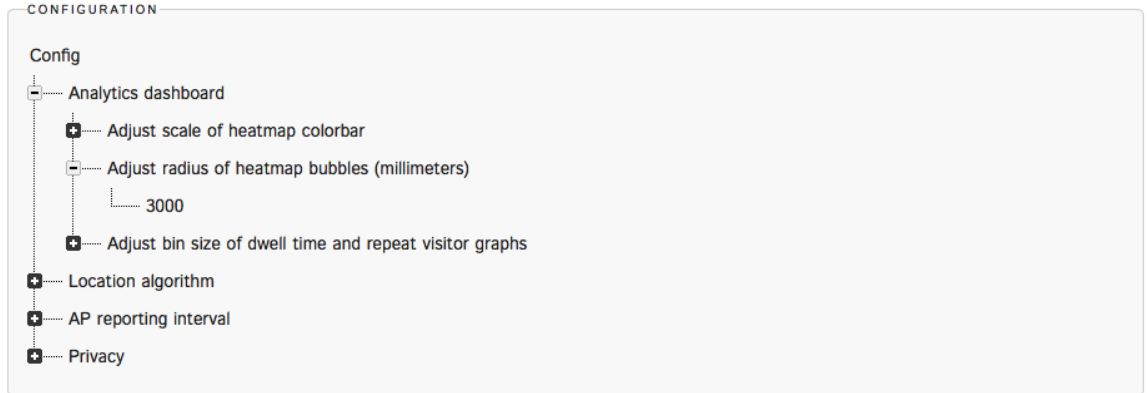 CONFIGURATION
Config
Analytics dashboard
Adjust scale of heatmap colorbar
Adjust radius of heatmap bubbles (millimeters)
3000
Adjust bin size of dwell time and repeat visitor graphs
Location algorithm
AP reporting interval
Privacy